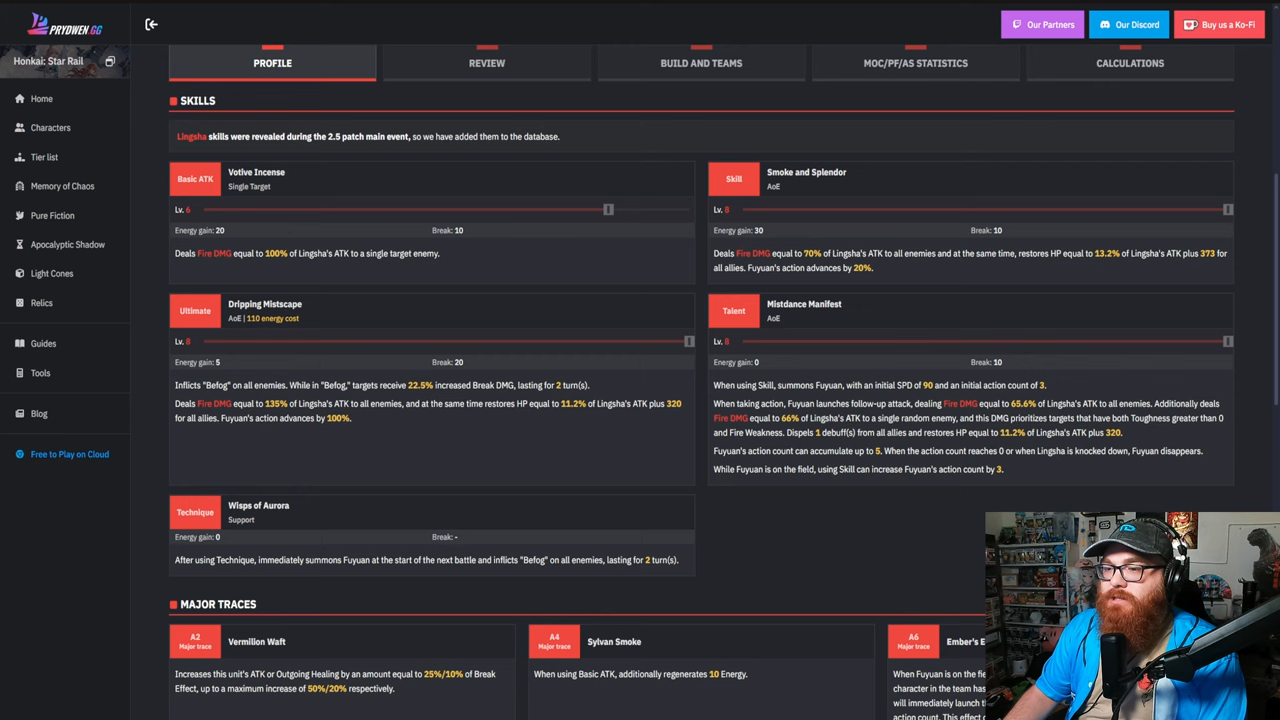 PRYDWEN.GG
Our Partners
Our Discord
Buy us a Ko-Fi
Honkai: Star Rail
Home
Characters
Tier list
Memory of Chaos
Pure Fiction
Apocalyptic Shadow
Light Cones
Relics
Guides
Tools
Blog
Free to Play on Cloud
PROFILE
REVIEW
BUILD AND TEAMS
MOC/PF/AS STATISTICS
CALCULATIONS
SKILLS
Lingsha skills were revealed during the 2.5 patch main event, so we have added them to the database.
Basic ATK
Votive Incense
Single Target
Lv. 6
Energy gain: 20
Break: 10
Deals Fire DMG equal to 100% of Lingsha's ATK to a single target enemy.
Skill
Smoke and Splendor
AoE
Lv. 8
Energy gain: 30
Break: 10
Deals Fire DMG equal to 70% of Lingsha's ATK to all enemies and at the same time, restores HP equal to 13.2% of Lingsha's ATK plus 373 for
all allies. Fuyuan's action advances by 20%.
Ultimate
Dripping Mistscape
AoE | 110 energy cost
Lv. 8
Energy gain: 5
Break: 20
Inflicts "Befog" on all enemies. While in "Befog," targets receive 22.5% increased Break DMG, lasting for 2 turn(s).
Deals Fire DMG equal to 135% of Lingsha's ATK to all enemies, and at the same time restores HP equal to 11.2% of Lingsha's ATK plus 320
for all allies. Fuyuan's action advances by 100%.
Talent
Mistdance Manifest
AoE
Lv. 8
Energy gain: 0
Break: 10
When using Skill, summons Fuyuan, with an initial SPD of 90 and an initial action count of 3.
When taking action, Fuyuan launches follow-up attack, dealing Fire DMG equal to 65.6% of Lingsha's ATK to all enemies. Additionally deals
Fire DMG equal to 66% of Lingsha's ATK to a single random enemy, and this DMG prioritizes targets that have both Toughness greater than 0
and Fire Weakness. Dispels 1 debuff(s) from all allies and restores HP equal to 11.2% of Lingsha's ATK plus 320.
Fuyuan's action count can accumulate up to 5. When the action count reaches 0 or when Lingsha is knocked down, Fuyuan disappears.
While Fuyuan is on the field, using Skill can increase Fuyuan's action count by 3.
Technique
Wisps of Aurora
Support
Energy gain: 0
Break: -
After using Technique, immediately summons Fuyuan at the start of the next battle and inflicts "Befog" on all enemies, lasting for 2 turn(s).
MAJOR TRACES
A2
Major trace
Vermilion Waft
Increases this unit's ATK or Outgoing Healing by an amount equal to 25%/10% of Break
Effect, up to a maximum increase of 50%/20% respectively.
A4
Major trace
Sylvan Smoke
When using Basic ATK, additionally regenerates 10 Energy.
A6
Major trace
Ember's E
When Fuyuan is on the f
character in the team has
will immediately launch t
action count. This effect c